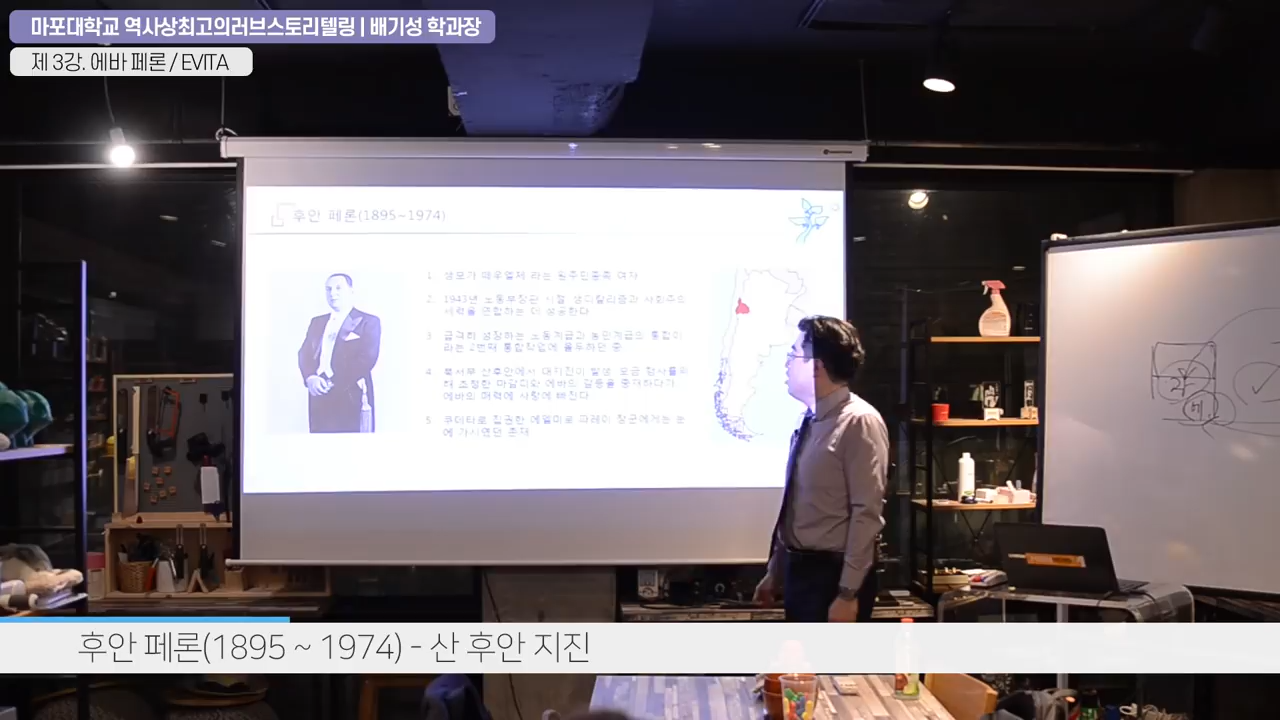 마포대학교 역사상최고의러브스토리텔링 | 배기성 학과장
제 3강. 에바 페론 / EVITA
후안 페론(1895~1974)
1. 생모가 떼우엘체 라는 원주민종족 여자
2. 1943년 노동부장관 시절 생디칼리즘과 사회주의
세력을 연합하는 데 성공한다
3. 급격히 성장하는 노동계급과 농민계급의 통합이
라는 2번째 통합작업에 몰두하던 중
4. 북서부 산후안에서 대지진이 발생 모금 행사를 위
해 초청한 마갈디와 에바의 갈등을 중재하다가
에바의 매력에 사랑에 빠진다
5. 쿠데타로 집권한 에델미로 파레이 장군에게는 눈
에 가시였던 존재
후안 페론(1895 ~ 1974) - 산 후안 지진